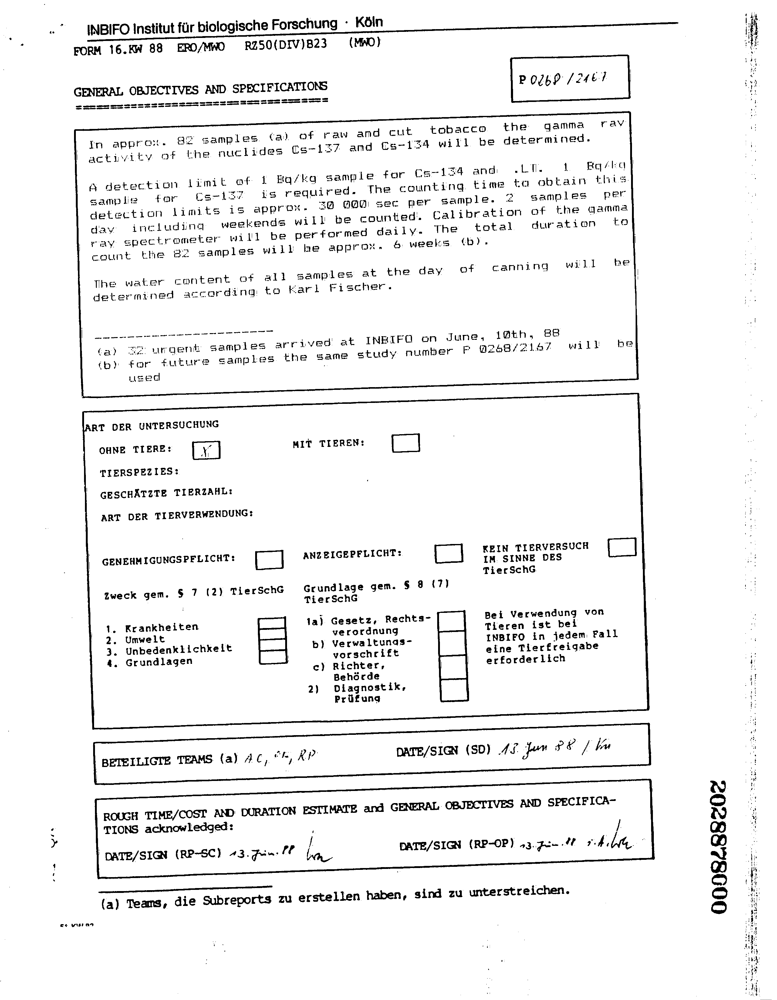 INBIFO Institut für biologische Forschung · Köln
FORM 16.KW 88 ERO/MWO RZ50(DIV)B23 (MWO)
P 0268/2167
GENERAL OBJECTIVES AND SPECIFICATIONS
In approx. 82 samples (a) of raw and cut tobacco the gamma ray
activity of the nuclides Cs-137 and Cs-134 will be determined.
A detection limit of 1 Bq/kg sample for Cs-134 and 1 Bq/kg
sample for Cs-137 is required. The counting time to obtain this
detection limits is approx. 30 000 sec per sample. 2 samples per
day including weekends will be counted. Calibration of the gamma
ray spectrometer will be performed daily. The total duration to
count the 82 samples will be approx. 6 weeks (b).
The water content of all samples at the day of canning will be
determined according to Karl Fischer.
(a) 32 urgent samples arrived at INBIFO on June, 10th, 88
(b) for future samples the same study number P 0268/2167 will be
used
ART DER UNTERSUCHUNG
OHNE TIERE: X MIT TIEREN:
TIERSPEZIES:
GESCHÄTZTE TIERZAHL:
ART DER TIERVERWENDUNG:
GENEHMIGUNGSPFLICHT: ANZEIGEPFLICHT: KEIN TIERVERSUCH
IM SINNE DES
TierSchG
Zweck gem. § 7 (2) TierSchG Grundlage gem. § 8 (7)
TierSchG
1. Krankheiten
2. Umwelt
3. Unbedenklichkeit
4. Grundlagen
1a) Gesetz, Rechts-
verordnung
b) Verwaltungs-
vorschrift
c) Richter,
Behörde
2) Diagnostik,
Prüfung
Bei Verwendung von
Tieren ist bei
INBIFO in jedem Fall
eine Tierfreigabe
erforderlich
BETEILIGTE TEAMS (a) AC, RP DATE/SIGN (SD) 13. Jun 88 /
ROUGH TIME/COST AND DURATION ESTIMATE and GENERAL OBJECTIVES AND SPECIFICA-
TIONS acknowledged:
DATE/SIGN (RP-SC) 13. Jun. 88 DATE/SIGN (RP-OP) 13. Jun. 88 i.A.
(a) Teams, die Subreports zu erstellen haben, sind zu unterstreichen.
2028878600